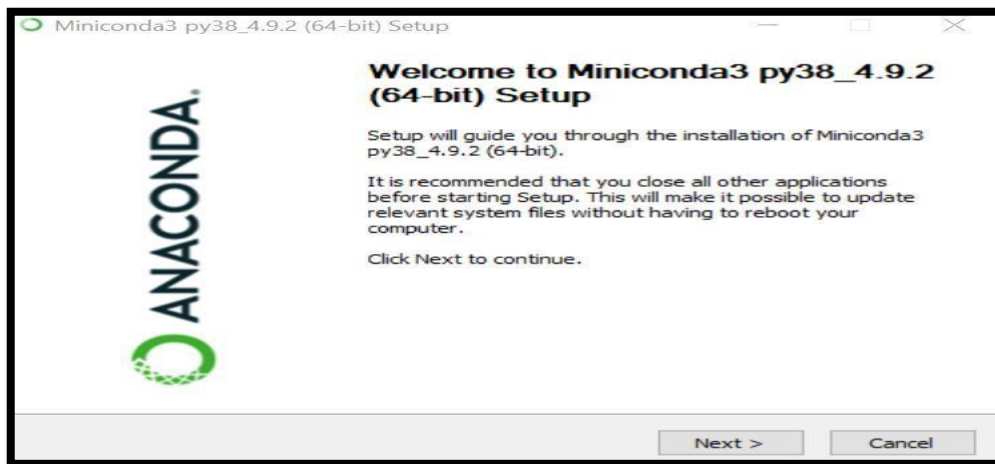 Miniconda3 py38_4.9.2 (64-bit) Setup
ANACONDA.
Welcome to Miniconda3 py38_4.9.2
(64-bit) Setup
Setup will guide you through the installation of Miniconda3
py38_4.9.2 (64-bit).
It is recommended that you close all other applications
before starting Setup. This will make it possible to update
relevant system files without having to reboot your
computer.
Click Next to continue.
Next >
Cancel